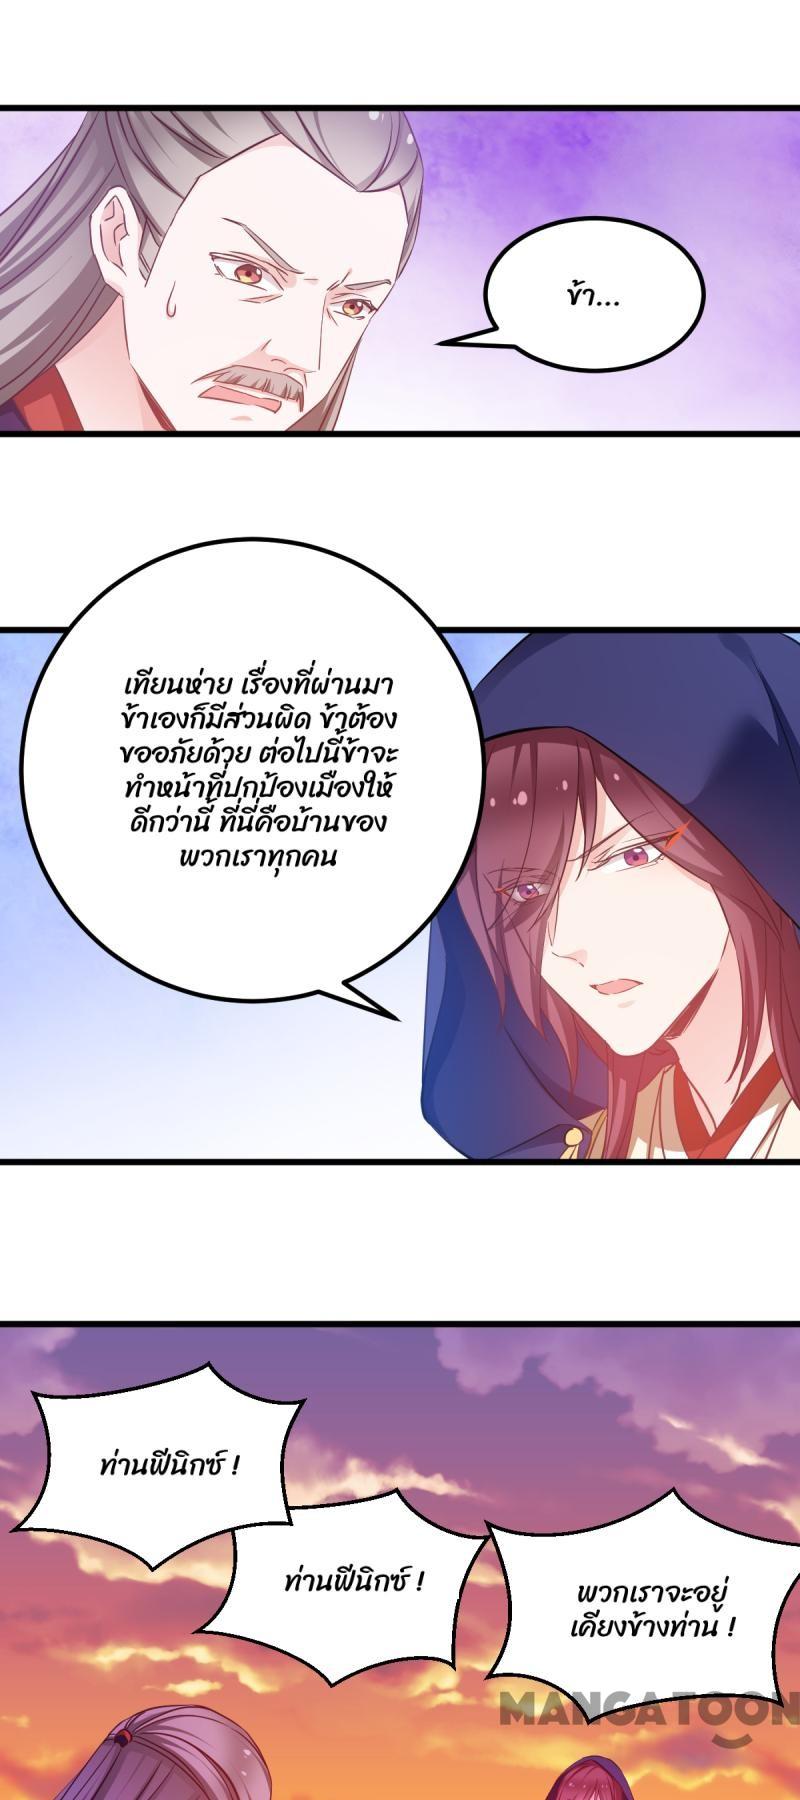 ข้า...
เทียนห่าย เรื่องที่ผ่านมา
ข้าเองก็มีส่วนผิด ข้าต้อง
ขออภัยด้วย ต่อไปนี้ข้าจะ
ทำหน้าที่ปกป้องเมืองให้
ดีกว่านี้ ที่นี่คือบ้านของ
พวกเราทุกคน
ท่านฟีนิกซ์ !
ท่านฟีนิกซ์ !
พวกเราจะอยู่
เคียงข้างท่าน !
MANGATOON